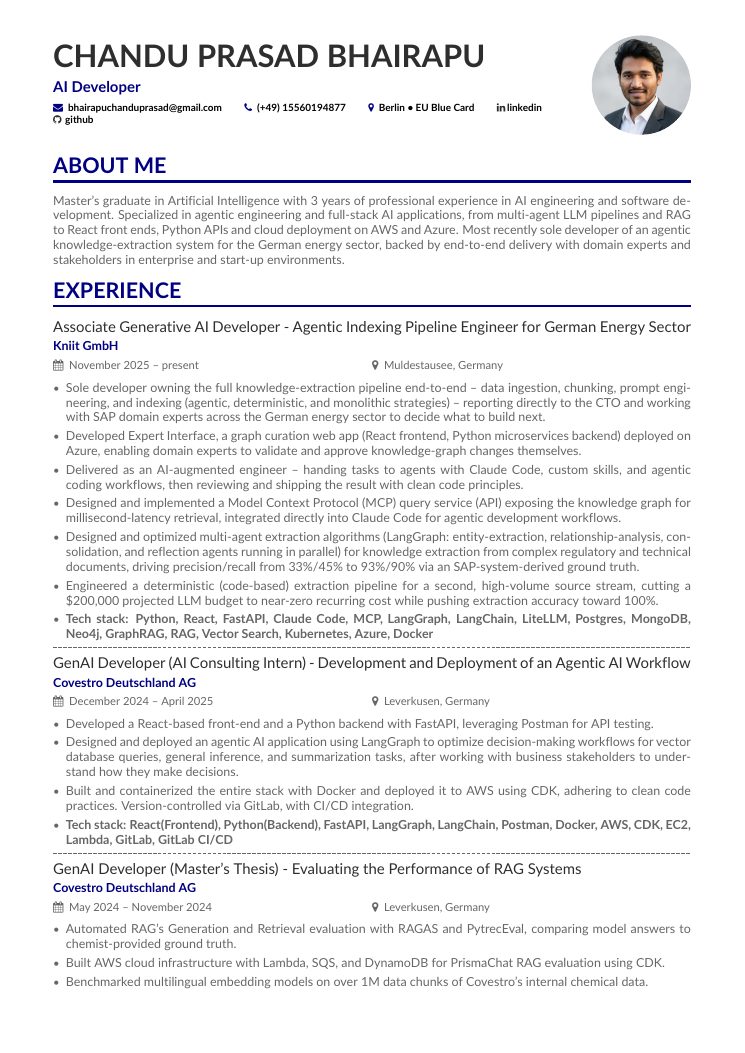 CHANDU PRASAD BHAIRAPU
AI Developer
bhairapuchanduprasad@gmail.com (+49) 15560194877 Berlin • EU Blue Card in linkedin
github
ABOUT ME
Master’s graduate in Artificial Intelligence with 3 years of professional experience in AI engineering and software de-
velopment. Specialized in agentic engineering and full-stack AI applications, from multi-agent LLM pipelines and RAG
to React front ends, Python APIs and cloud deployment on AWS and Azure. Most recently sole developer of an agentic
knowledge-extraction system for the German energy sector, backed by end-to-end delivery with domain experts and
stakeholders in enterprise and start-up environments.
EXPERIENCE
Associate Generative AI Developer - Agentic Indexing Pipeline Engineer for German Energy Sector
Kniit GmbH
November 2025 – present Muldestausee, Germany
• Sole developer owning the full knowledge-extraction pipeline end-to-end – data ingestion, chunking, prompt engi-
neering, and indexing (agentic, deterministic, and monolithic strategies) – reporting directly to the CTO and working
with SAP domain experts across the German energy sector to decide what to build next.
• Developed Expert Interface, a graph curation web app (React frontend, Python microservices backend) deployed on
Azure, enabling domain experts to validate and approve knowledge-graph changes themselves.
• Delivered as an AI-augmented engineer – handing tasks to agents with Claude Code, custom skills, and agentic
coding workflows, then reviewing and shipping the result with clean code principles.
• Designed and implemented a Model Context Protocol (MCP) query service (API) exposing the knowledge graph for
millisecond-latency retrieval, integrated directly into Claude Code for agentic development workflows.
• Designed and optimized multi-agent extraction algorithms (LangGraph: entity-extraction, relationship-analysis, con-
solidation, and reflection agents running in parallel) for knowledge extraction from complex regulatory and technical
documents, driving precision/recall from 33%/45% to 93%/90% via an SAP-system-derived ground truth.
• Engineered a deterministic (code-based) extraction pipeline for a second, high-volume source stream, cutting a
$200,000 projected LLM budget to near-zero recurring cost while pushing extraction accuracy toward 100%.
• Tech stack: Python, React, FastAPI, Claude Code, MCP, LangGraph, LangChain, LiteLLM, Postgres, MongoDB,
Neo4j, GraphRAG, RAG, Vector Search, Kubernetes, Azure, Docker
GenAI Developer (AI Consulting Intern) - Development and Deployment of an Agentic AI Workflow
Covestro Deutschland AG
December 2024 – April 2025 Leverkusen, Germany
• Developed a React-based front-end and a Python backend with FastAPI, leveraging Postman for API testing.
• Designed and deployed an agentic AI application using LangGraph to optimize decision-making workflows for vector
database queries, general inference, and summarization tasks, after working with business stakeholders to under-
stand how they make decisions.
• Built and containerized the entire stack with Docker and deployed it to AWS using CDK, adhering to clean code
practices. Version-controlled via GitLab, with CI/CD integration.
• Tech stack: React(Frontend), Python(Backend), FastAPI, LangGraph, LangChain, Postman, Docker, AWS, CDK, EC2,
Lambda, GitLab, GitLab CI/CD
GenAI Developer (Master’s Thesis) - Evaluating the Performance of RAG Systems
Covestro Deutschland AG
May 2024 – November 2024 Leverkusen, Germany
• Automated RAG’s Generation and Retrieval evaluation with RAGAS and PytrecEval, comparing model answers to
chemist-provided ground truth.
• Built AWS cloud infrastructure with Lambda, SQS, and DynamoDB for PrismaChat RAG evaluation using CDK.
• Benchmarked multilingual embedding models on over 1M data chunks of Covestro’s internal chemical data.